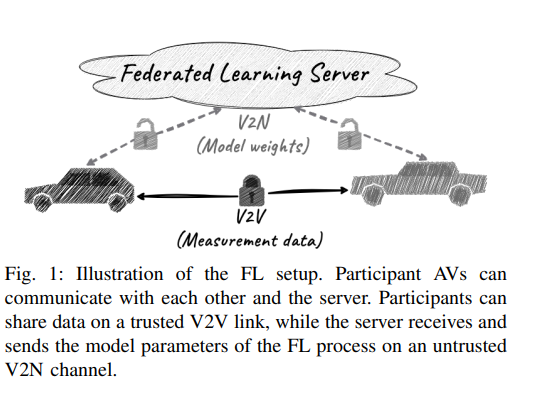 Federated Learning Server
V2N
(Model weights)
V2V
(Measurement data)
Fig. 1: Illustration of the FL setup. Participant AVs can
communicate with each other and the server. Participants can
share data on a trusted V2V link, while the server receives and
sends the model parameters of the FL process on an untrusted
V2N channel.